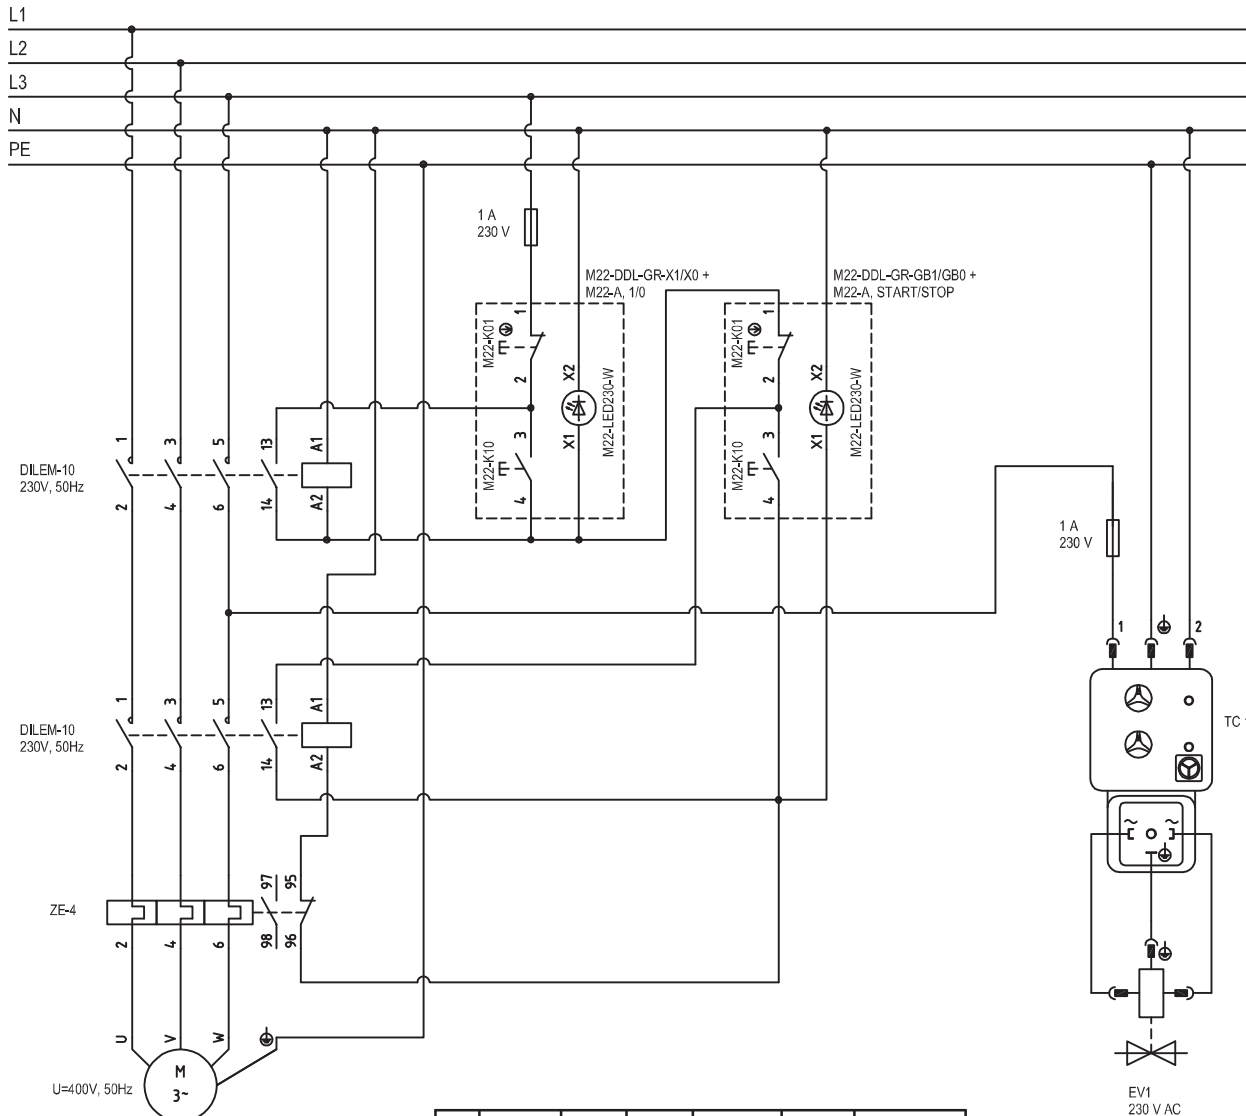 L1
L2
L3
N
PE
1 A
230 V
M22-DDL-GR-X1/X0 +
M22-A, 1/0
M22-DDL-GR-GB1/GB0 +
M22-A, START/STOP
1
M22-K01
2
X2
M22-LED230-W
3
X1
M22-K10
4
1
M22-K01
2
X2
M22-LED230-W
3
X1
M22-K10
4
1
3
5
13
A1
DILEM-10
230V, 50Hz
2
4
6
14
A2
1 A
230 V
1
2
1
3
5
13
A1
DILEM-10
230V, 50Hz
2
4
6
14
A2
TC
~
~
97
95
ZE-4
2
4
6
98
96
U
V
W
M
3~
U=400V, 50Hz
EV1
230 V AC